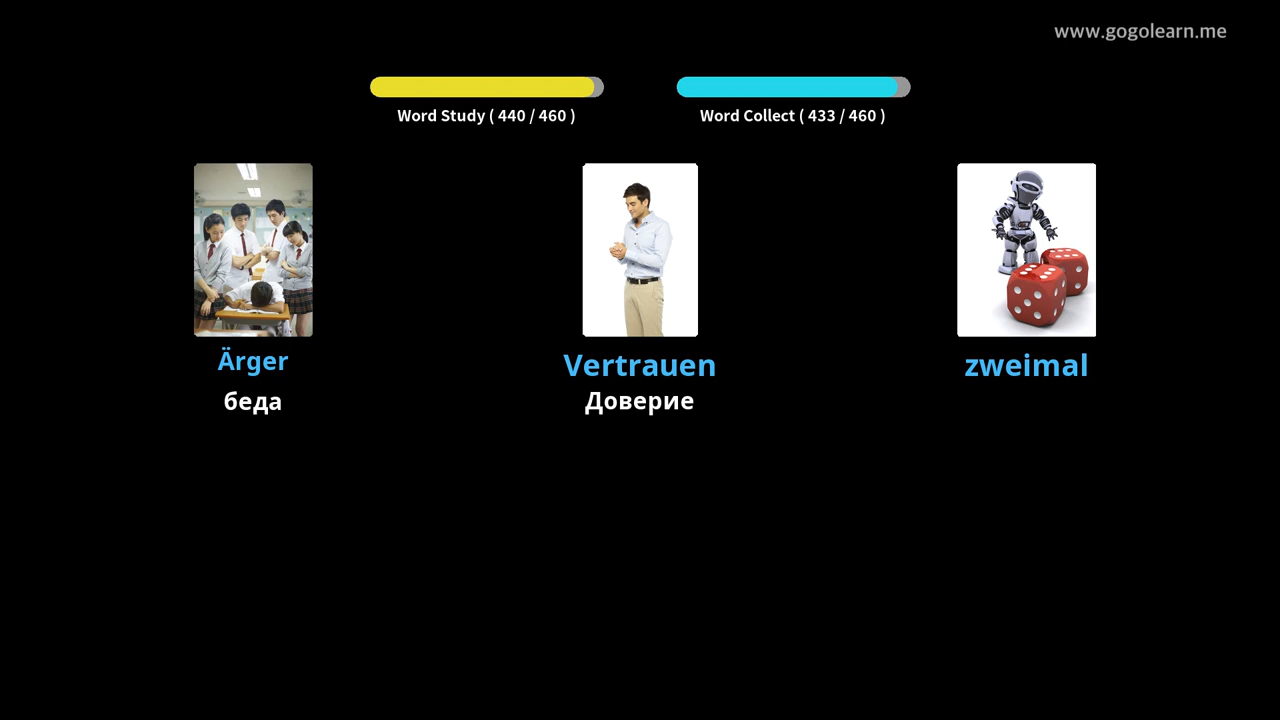 www.gogolearn.me
Word Study ( 440 / 460 )
Word Collect ( 433 / 460 )
Ärger
Vertrauen
zweimal
беда
Доверие